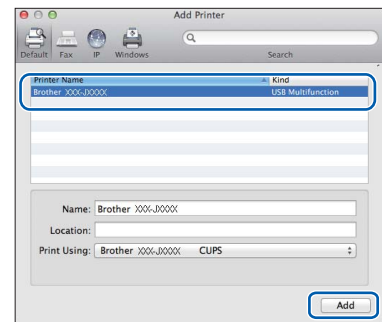 Add Printer
Default Fax IP Windows Search
Printer Name Kind
Brother XXX-JXXXX USB Multifunction
Name: Brother XXX-JXXXX
Location:
Print Using: Brother XXX-JXXXX CUPS
Add